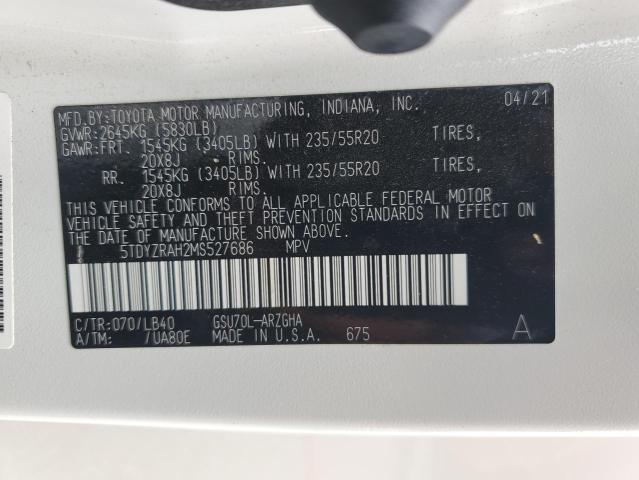 MFD.BY:TOYOTA MOTOR MANUFACTURING, INDIANA, INC. 04/21
GVWR:2645KG (5830LB)
GAWR:FRT. 1545KG (3405LB) WITH 235/55R20 TIRES,
20X8J RIMS.
RR. 1545KG (3405LB) WITH 235/55R20 TIRES,
20X8J RIMS.
THIS VEHICLE CONFORMS TO ALL APPLICABLE FEDERAL MOTOR
VEHICLE SAFETY AND THEFT PREVENTION STANDARDS IN EFFECT ON
THE DATE OF MANUFACTURE SHOWN ABOVE.
5TDYZRAH2MS527686 MPV
C/TR:070/LB40 GSU70L-ARZGHA
A/TM: /UA80E MADE IN U.S.A. 675 A